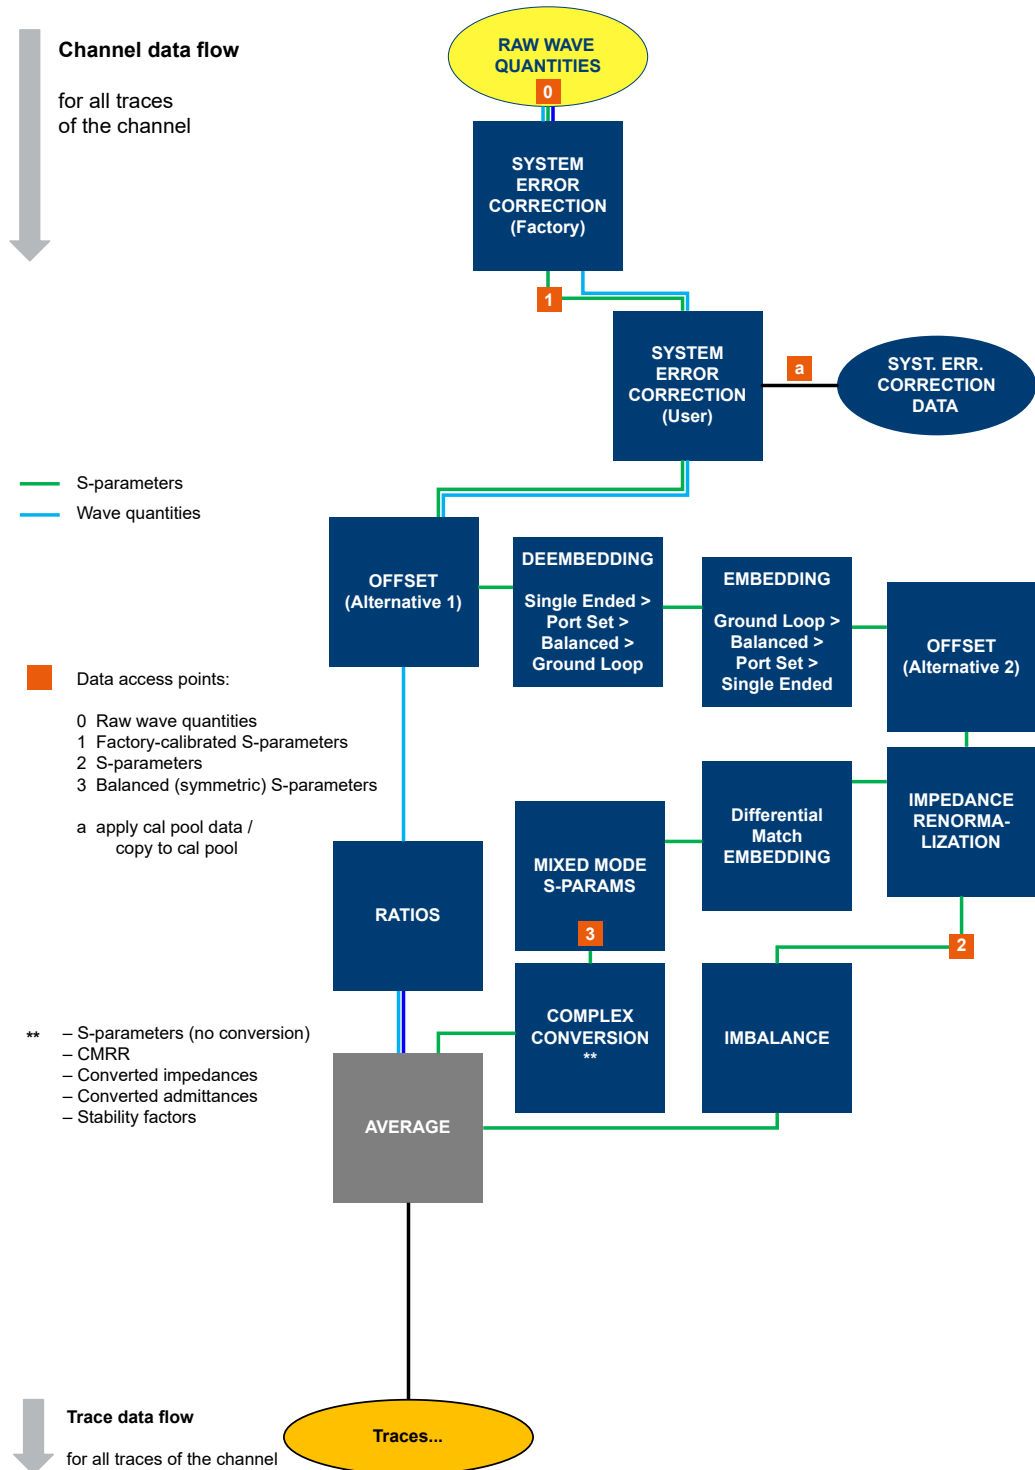 Channel data flow
for all traces
of the channel
RAW WAVE
QUANTITIES
0
SYSTEM
ERROR
CORRECTION
(Factory)
1
SYSTEM
ERROR
CORRECTION
(User)
a
SYST. ERR.
CORRECTION
DATA
S-parameters
Wave quantities
OFFSET
(Alternative 1)
DEEMBEDDING
Single Ended >
Port Set >
Balanced >
Ground Loop
EMBEDDING
Ground Loop >
Balanced >
Port Set >
Single Ended
OFFSET
(Alternative 2)
Data access points:
0 Raw wave quantities
1 Factory-calibrated S-parameters
2 S-parameters
3 Balanced (symmetric) S-parameters
a apply cal pool data /
copy to cal pool
IMPEDANCE
RENORMA-
LIZATION
Differential
Match
EMBEDDING
MIXED MODE
S-PARAMS
3
RATIOS
2
COMPLEX
CONVERSION
**
IMBALANCE
** – S-parameters (no conversion)
– CMRR
– Converted impedances
– Converted admittances
– Stability factors
AVERAGE
Trace data flow
for all traces of the channel
Traces...